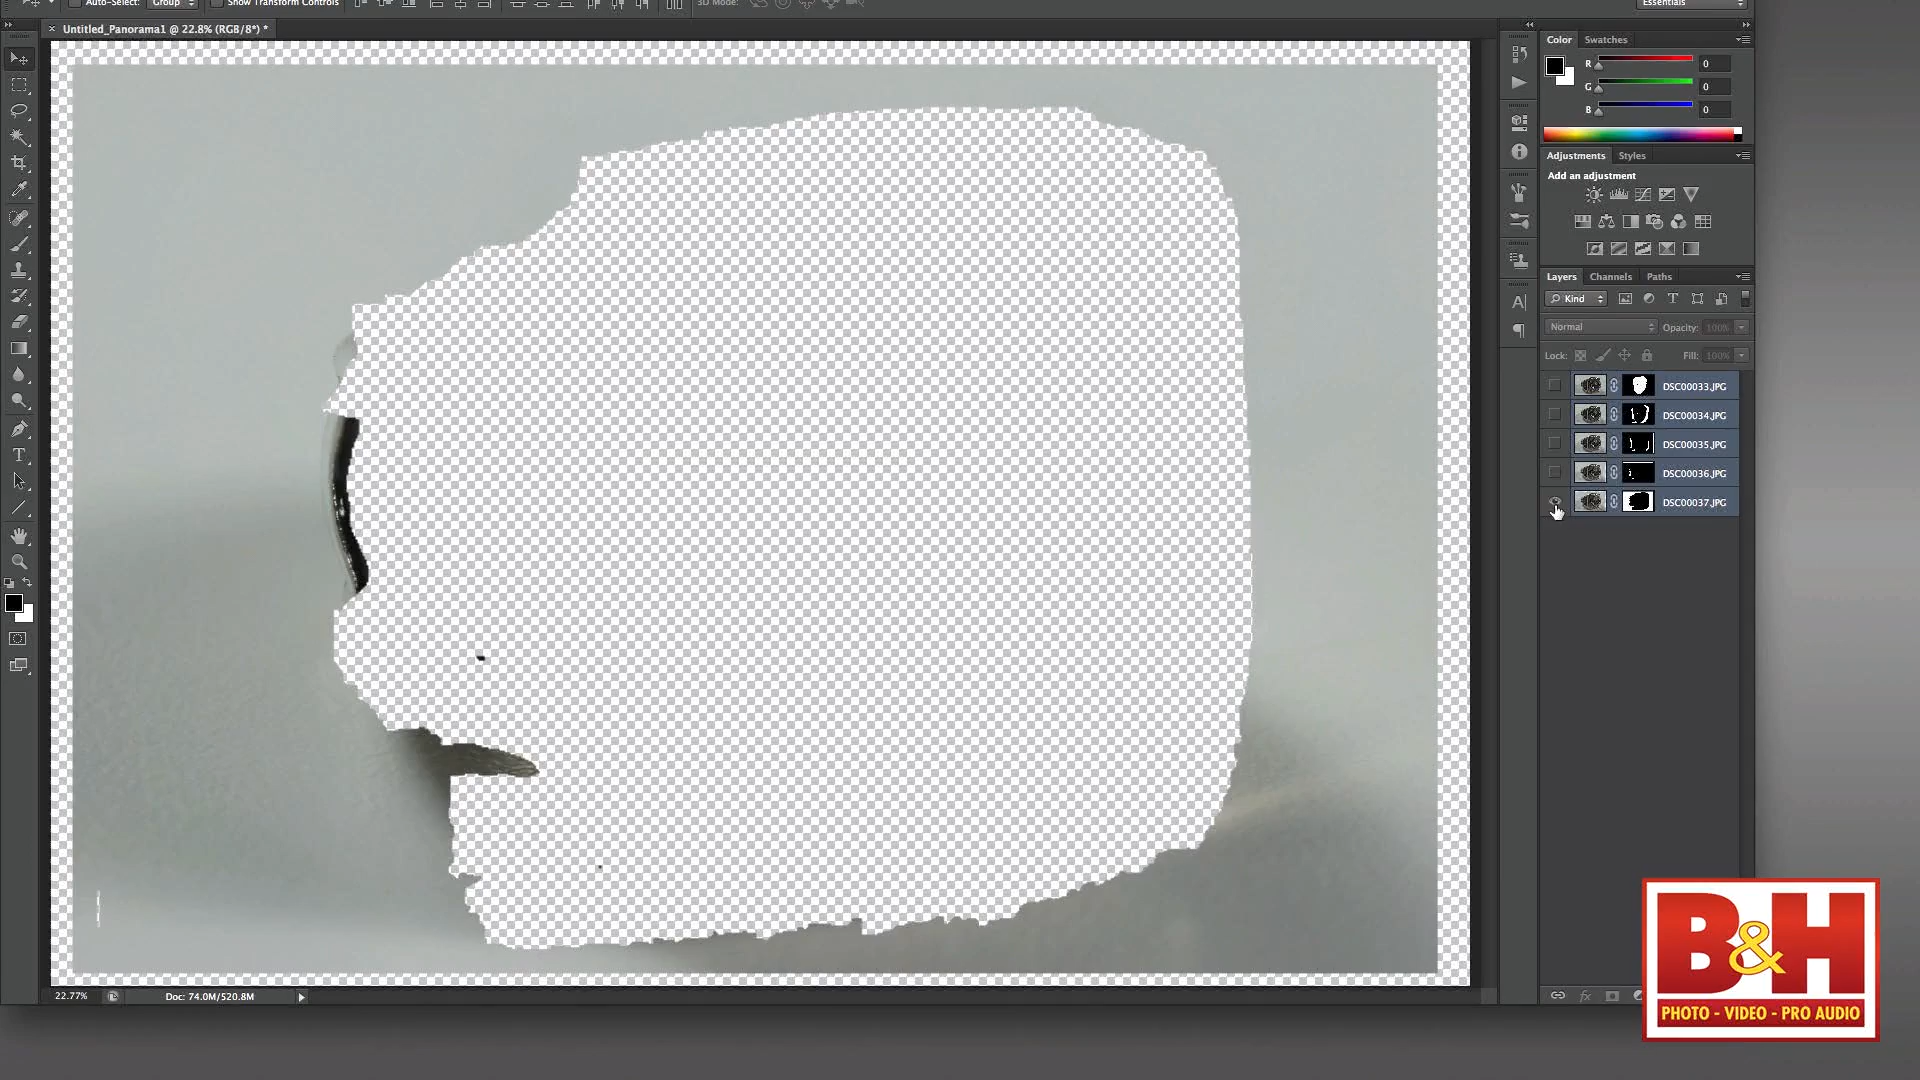 Auto-Select: Group Show Transform Controls 3D Mode: Essentials
× Untitled_Panorama1 @ 22.8% (RGB/8*) *
Color Swatches
R 0
G 0
B 0
Adjustments Styles
Add an adjustment
Layers Channels Paths
Kind
Normal Opacity: 100%
Lock: Fill: 100%
DSC00033.JPG
DSC00034.JPG
DSC00035.JPG
DSC00036.JPG
DSC00037.JPG
22.77% Doc: 74.0M/520.8M
fx
B&H
PHOTO - VIDEO - PRO AUDIO